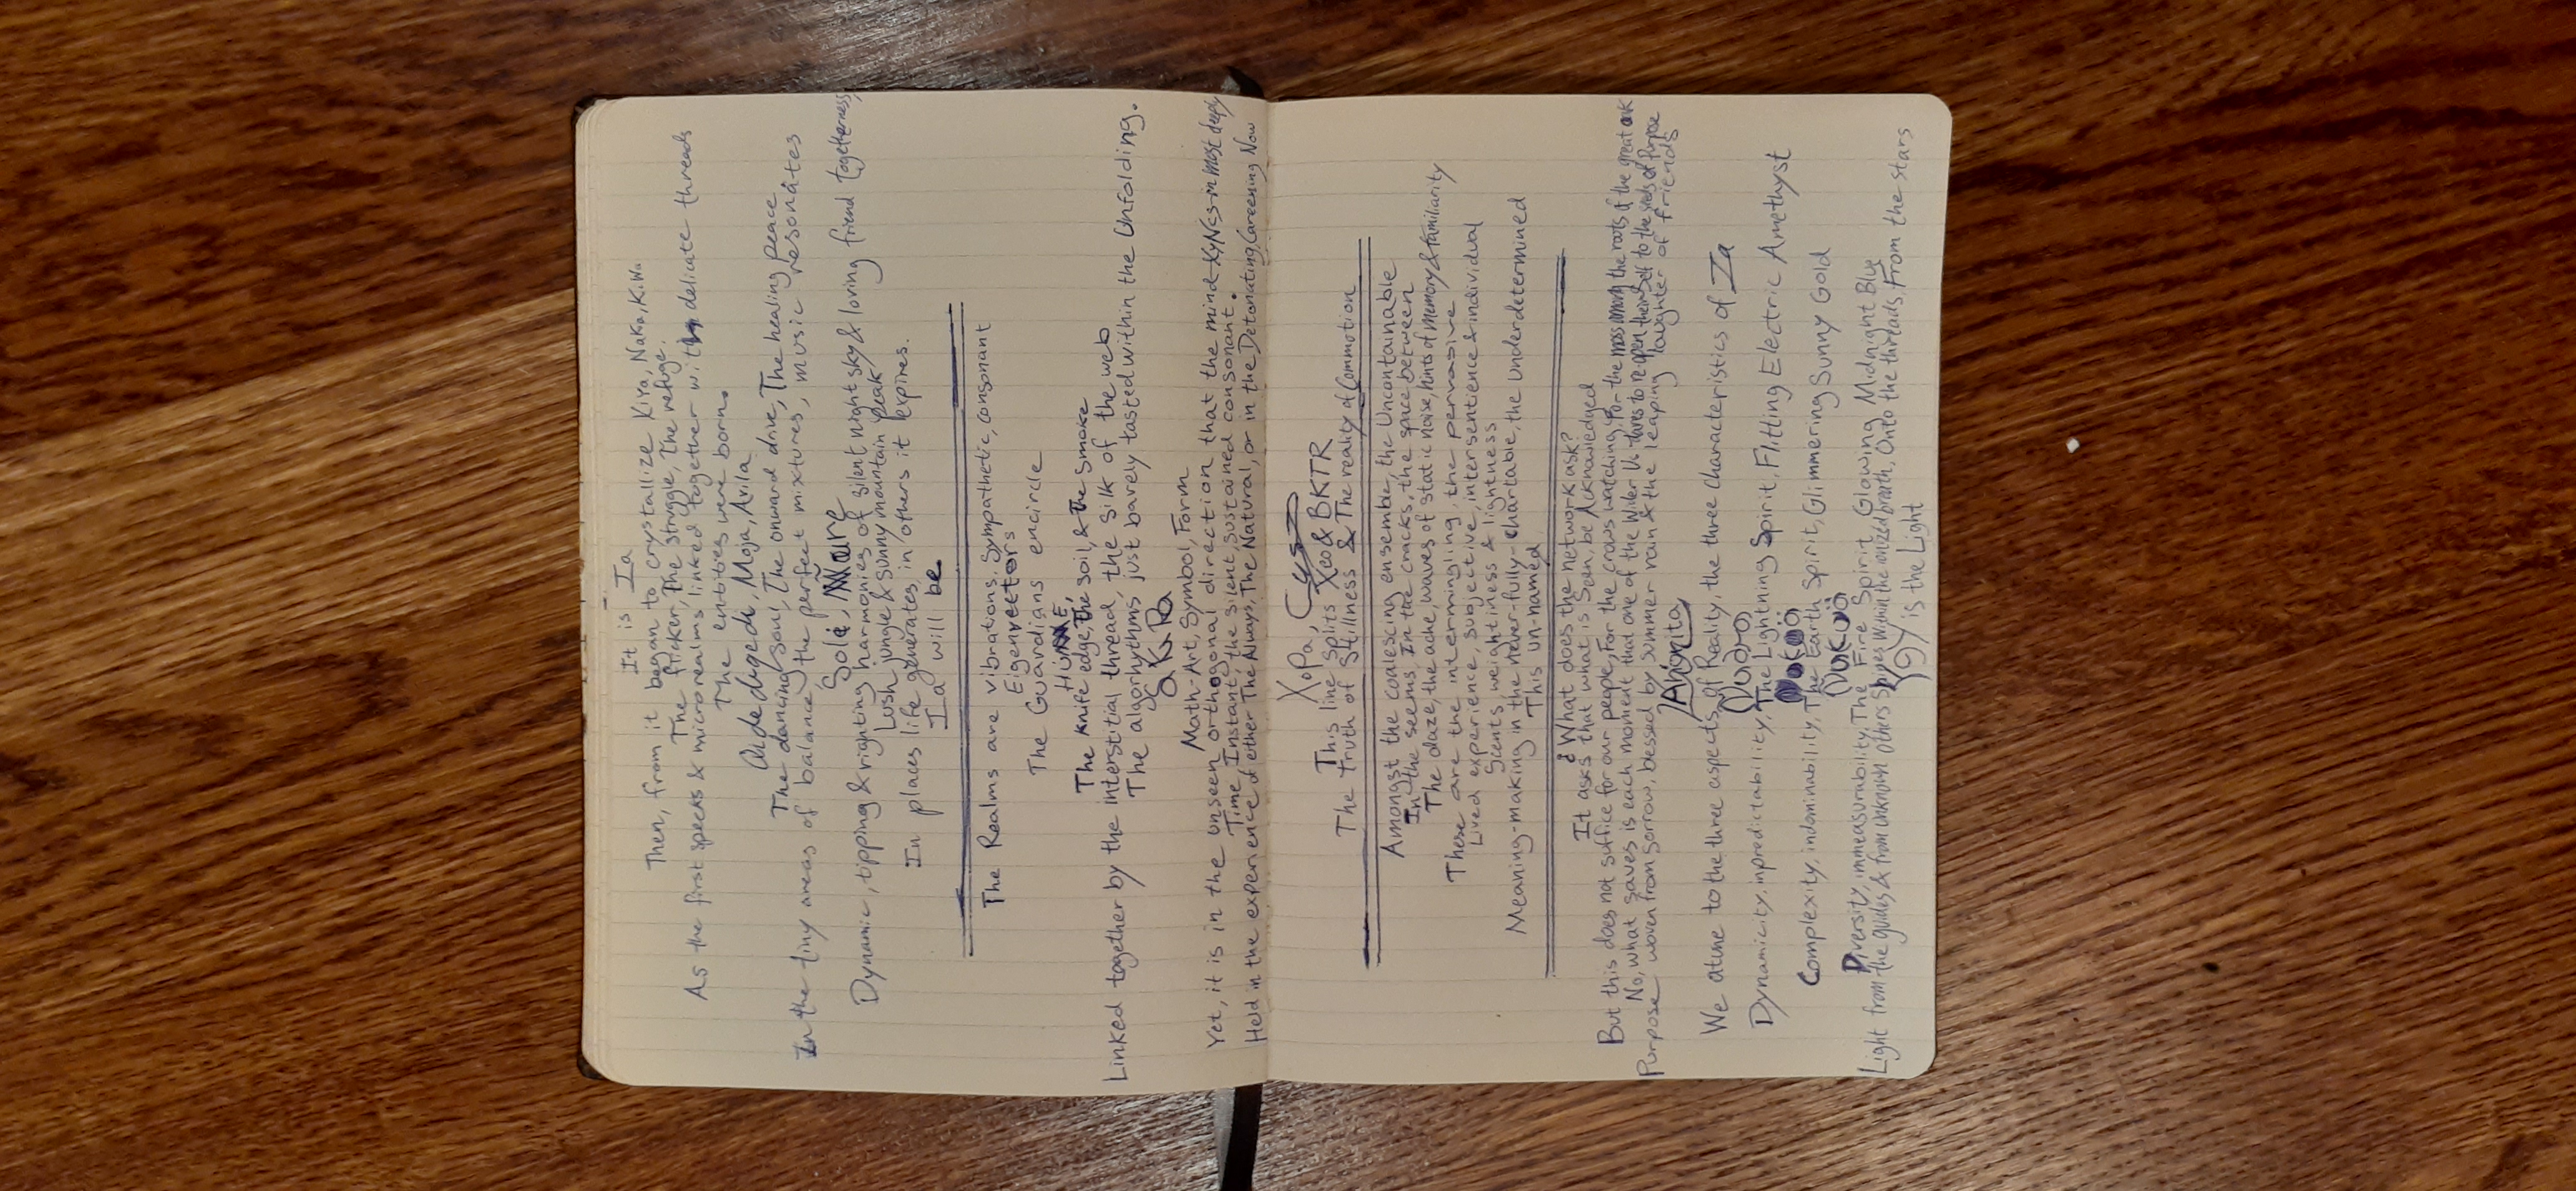 It is Ia
Then, from it began to crystallize KiYa, NaKa, KiWa
The flicker, The struggle, The refuge.
As the first specks & microrealms linked together with delicate threads
The entities were born.
Moja, Avila
The dancing soul, The onward drive, The healing peace
In the tiny areas of balance, the perfect mixtures, music resonates
Sole,
Dynamic, tipping & righting harmonies of silent night sky & loving friend togetherness,
Lush jungle & sunny mountain peak
In places life generates, in others it expires.
Ia will be.
The Realms are vibrations, sympathetic, consonant
Eigenvectors
The Guardians encircle
The knife edge, The soil, & The smoke
Linked together by the interstitial thread, the silk of the web
The algorhythms just barely tasted within the Unfolding.
Math-Art, Symbol, Form
Yet, it is in the unseen orthogonal direction that the mind in most deeply
Time, Instant, the silent, sustained consonant.
Held in the experience of either The Always, The Natural, or in the Detonating, Careening Now
XoPa,
This line splits Xeo & BKTR
The Truth of Stillness & The reality of Commotion
Amongst the coalescing ensemble, the Uncontainable
In the seems, In the cracks, the space between
The daze, the ache, waves of static noise, hints of memory & familiarity
These are the intermingling, the pervasive
Lived experience, subjective, intersentience & individual
Scents, weightiness & lightness
Meaning-making in the never-fully-chartable, the underdetermined
This un-named
¿What does the network ask?
It asks that what is Seen, be Acknowledged
But this does not suffice for our people, For the crows watching, For the moss among the roots of the great oak
No, what saves is each moment that one of the Wider Us dares to re-open themself to the seeds of Purpose
Purpose woven from sorrow, blessed by summer rain & the leaping laughter of friends
We atune to the three aspects of Reality, the three characteristics of Ia
Dynamicity, inpredictability, The Lightning Spirit, Flitting Electric Amethyst
Complexity, indominability, The Earth Spirit, Glimmering Sunny Gold
Diversity, immeasurability, The Fire Spirit, Glowing Midnight Blue
Light from the guides & from unknown others Shines Within the ionized breath, Onto the threads, From the stars
is the Light